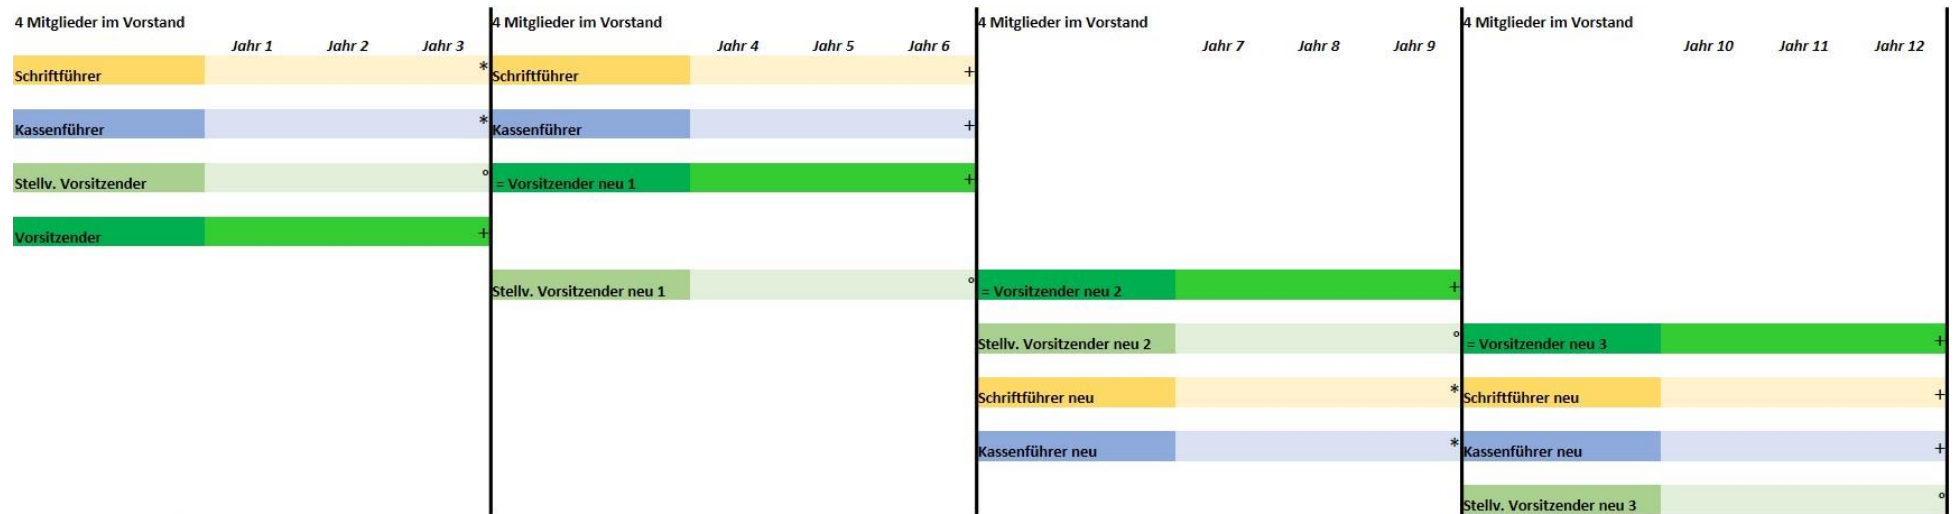 4 Mitglieder im Vorstand
Jahr 1 Jahr 2 Jahr 3
Schriftführer *
Kassenführer *
Stellv. Vorsitzender °
Vorsitzender +
4 Mitglieder im Vorstand
Jahr 4 Jahr 5 Jahr 6
Schriftführer +
Kassenführer +
= Vorsitzender neu 1 +
Stellv. Vorsitzender neu 1 °
4 Mitglieder im Vorstand
Jahr 7 Jahr 8 Jahr 9
= Vorsitzender neu 2 +
Stellv. Vorsitzender neu 2 °
Schriftführer neu *
Kassenführer neu *
4 Mitglieder im Vorstand
Jahr 10 Jahr 11 Jahr 12
= Vorsitzender neu 3 +
Schriftführer neu +
Kassenführer neu +
Stellv. Vorsitzender neu 3 °